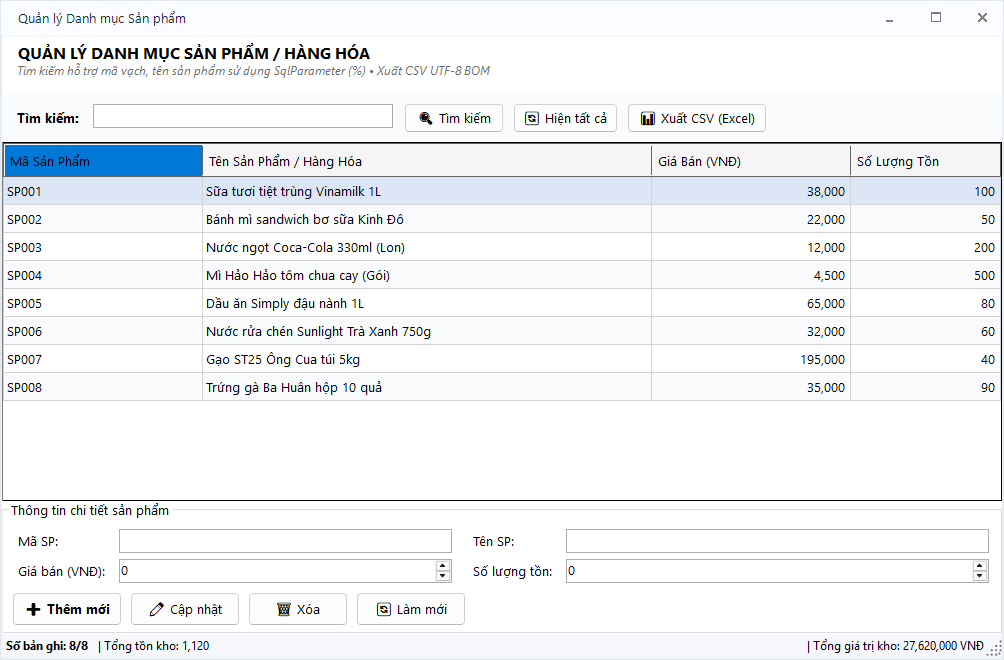 Quản lý Danh mục Sản phẩm
QUẢN LÝ DANH MỤC SẢN PHẨM / HÀNG HÓA
Tìm kiếm hỗ trợ mã vạch, tên sản phẩm sử dụng SqlParameter (%) • Xuất CSV UTF-8 BOM
Tìm kiếm: Tìm kiếm Hiện tất cả Xuất CSV (Excel)
Mã Sản Phẩm Tên Sản Phẩm / Hàng Hóa Giá Bán (VNĐ) Số Lượng Tồn
SP001 Sữa tươi tiệt trùng Vinamilk 1L 38,000 100
SP002 Bánh mì sandwich bơ sữa Kinh Đô 22,000 50
SP003 Nước ngọt Coca-Cola 330ml (Lon) 12,000 200
SP004 Mì Hảo Hảo tôm chua cay (Gói) 4,500 500
SP005 Dầu ăn Simply đậu nành 1L 65,000 80
SP006 Nước rửa chén Sunlight Trà Xanh 750g 32,000 60
SP007 Gạo ST25 Ông Cua túi 5kg 195,000 40
SP008 Trứng gà Ba Huân hộp 10 quả 35,000 90
Thông tin chi tiết sản phẩm
Mã SP: Tên SP:
Giá bán (VNĐ): 0 Số lượng tồn: 0
Thêm mới Cập nhật Xóa Làm mới
Số bản ghi: 8/8 | Tổng tồn kho: 1,120 | Tổng giá trị kho: 27,620,000 VNĐ